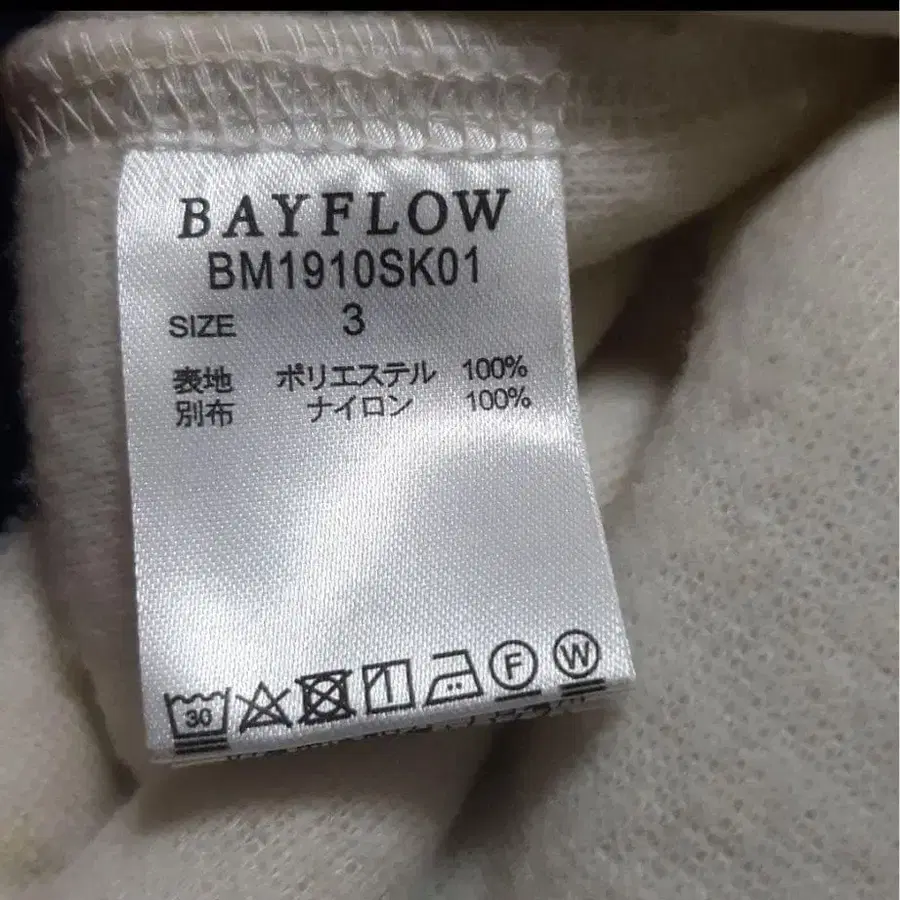 BAYFLOW
BM1910SK01
SIZE 3
表地 ポリエステル 100%
別布 ナイロン 100%
30 F W